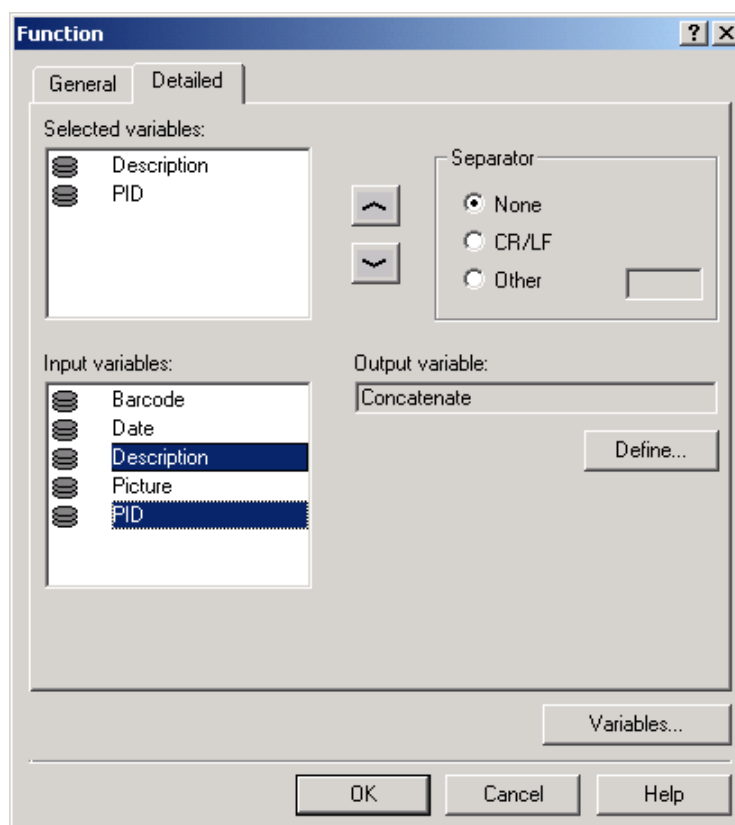 Function
General Detailed
Selected variables:
Description
PID
Separator
None
CR/LF
Other
Input variables:
Barcode
Date
Description
Picture
PID
Output variable:
Concatenate
Define...
Variables...
OK Cancel Help